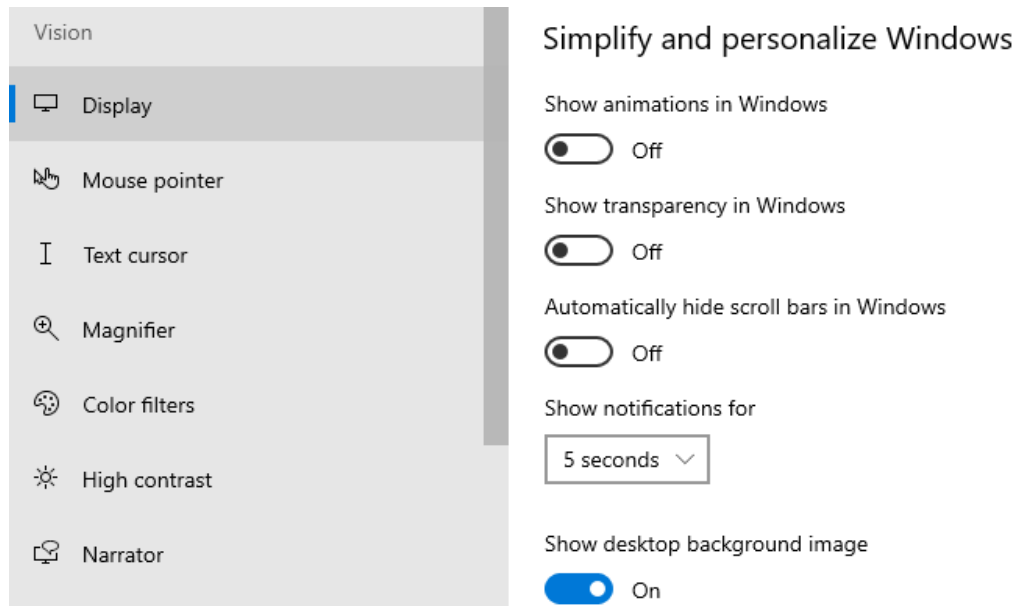 Vision
Display
Mouse pointer
Text cursor
Magnifier
Color filters
High contrast
Narrator
Simplify and personalize Windows
Show animations in Windows
Off
Show transparency in Windows
Off
Automatically hide scroll bars in Windows
Off
Show notifications for
5 seconds
Show desktop background image
On